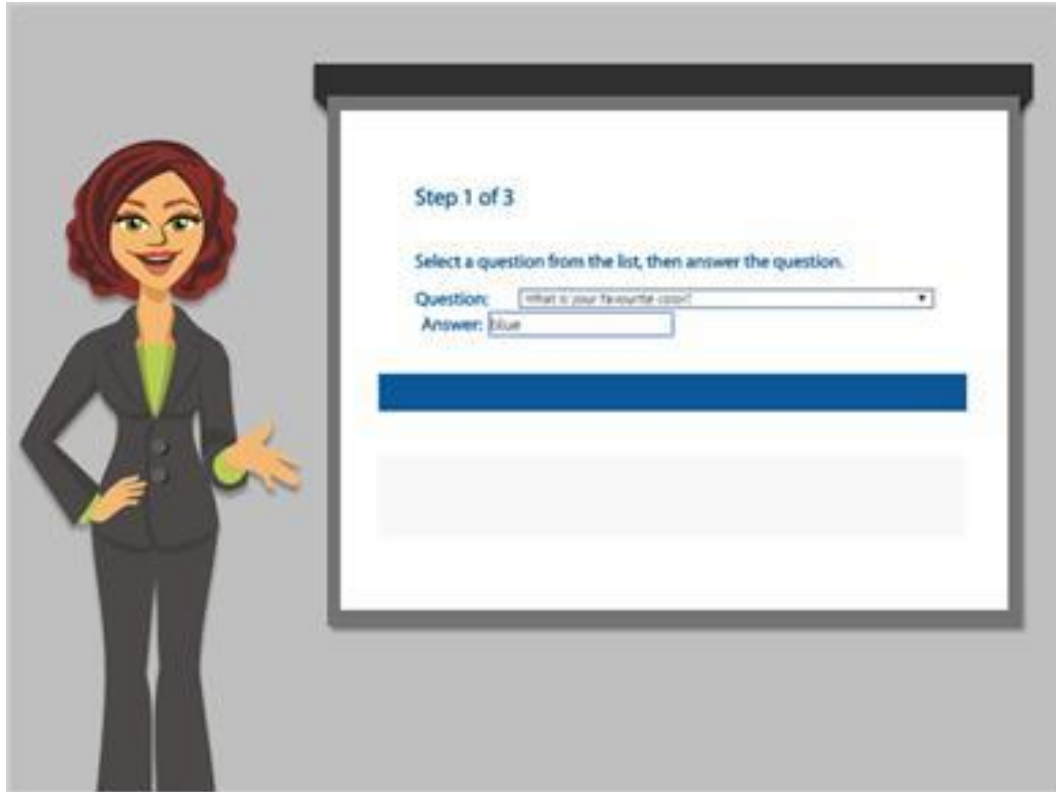 Step 1 of 3
Select a question from the list, then answer the question.
Question: What is your favourite color?
Answer: blue